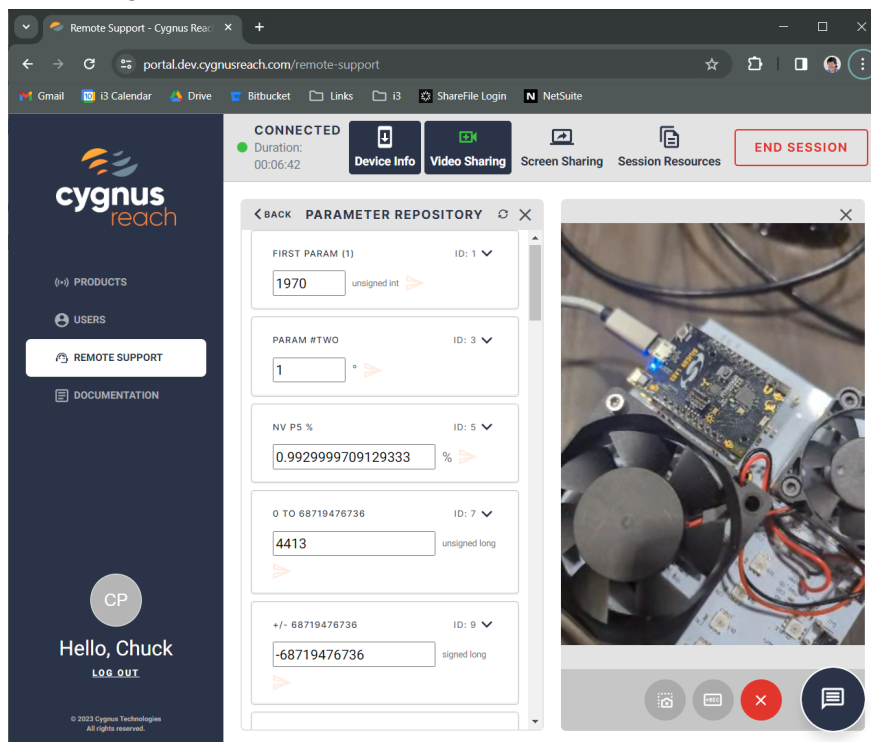 Remote Support - Cygnus Reac
portal.dev.cygnusreach.com/remote-support
Gmail
i3 Calendar
Drive
Bitbucket
Links
i3
ShareFile Login
NetSuite
cygnus
reach
PRODUCTS
USERS
REMOTE SUPPORT
DOCUMENTATION
CP
Hello, Chuck
LOG OUT
© 2023 Cygnus Technologies
All rights reserved.
CONNECTED
Duration:
00:06:42
Device Info
Video Sharing
Screen Sharing
Session Resources
END SESSION
BACK PARAMETER REPOSITORY
FIRST PARAM (1) ID: 1
1970 unsigned int
PARAM #TWO ID: 3
1 °
NV P5 % ID: 5
0.9929999709129333 %
0 TO 68719476736 ID: 7
4413 unsigned long
+/- 68719476736 ID: 9
-68719476736 signed long
SILICON LABS